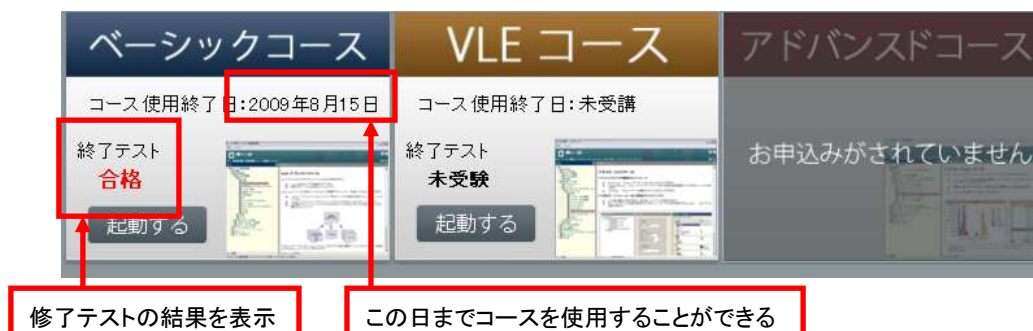 ベーシックコース
コース使用終了日:2009年8月15日
終了テスト
合格
起動する
VLE コース
コース使用終了日:未受講
終了テスト
未受験
起動する
アドバンスドコース
お申込みがされていません
修了テストの結果を表示
この日までコースを使用することができる